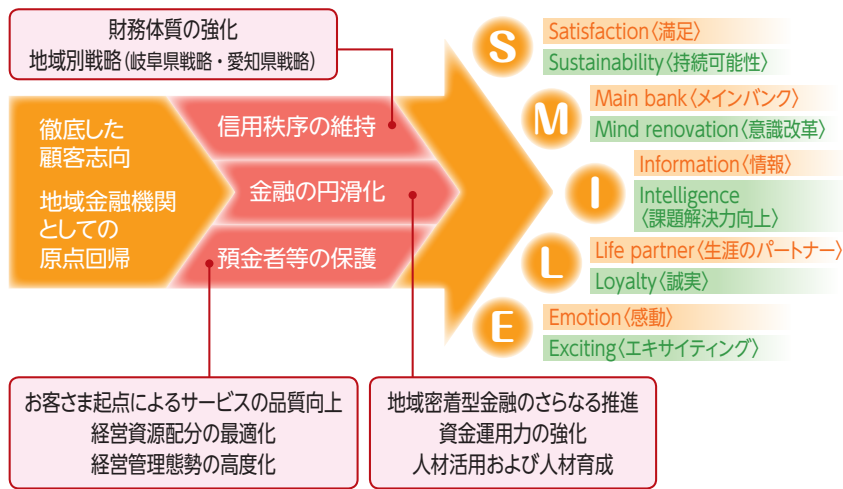 財務体質の強化
地域別戦略(岐阜県戦略・愛知県戦略)
徹底した
顧客志向
地域金融機関
としての
原点回帰
信用秩序の維持
金融の円滑化
預金者等の保護
S
Satisfaction〈満足〉
Sustainability〈持続可能性〉
M
Main bank〈メインバンク〉
Mind renovation〈意識改革〉
I
Information〈情報〉
Intelligence
〈課題解決力向上〉
L
Life partner〈生涯のパートナー〉
Loyalty〈誠実〉
E
Emotion〈感動〉
Exciting〈エキサイティング〉
お客さま起点によるサービスの品質向上
経営資源配分の最適化
経営管理態勢の高度化
地域密着型金融のさらなる推進
資金運用力の強化
人材活用および人材育成